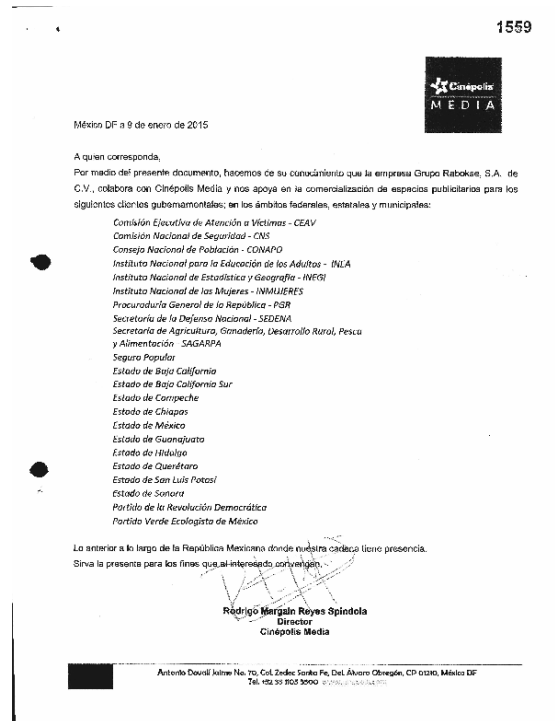 1559
Cinépolis
MEDIA
México DF a 9 de enero de 2015
A quien corresponda,
Por medio del presente documento, hacemos de su conocimiento que la empresa Grupo Rabokse, S.A. de
C.V., colabora con Cinépolis Media y nos apoya en la comercialización de espacios publicitarios para los
siguientes clientes gubernamentales; en los ámbitos federales, estatales y municipales:
Comisión Ejecutiva de Atención a Víctimas - CEAV
Comisión Nacional de Seguridad - CNS
Consejo Nacional de Población - CONAPO
Instituto Nacional para la Educación de los Adultos - INEA
Instituto Nacional de Estadística y Geografía - INEGI
Instituto Nacional de las Mujeres - INMUJERES
Procuraduría General de la República - PGR
Secretaría de la Defensa Nacional - SEDENA
Secretaría de Agricultura, Ganadería, Desarrollo Rural, Pesca
y Alimentación - SAGARPA
Seguro Popular
Estado de Baja California
Estado de Baja California Sur
Estado de Campeche
Estado de Chiapas
Estado de México
Estado de Guanajuato
Estado de Hidalgo
Estado de Querétaro
Estado de San Luis Potosí
Estado de Sonora
Partido de la Revolución Democrática
Partido Verde Ecologista de México
Lo anterior a lo largo de la República Mexicana donde nuestra cadena tiene presencia.
Sirva la presente para los fines que al interesado convengan.
Rodrigo Margain Reyes Spindola
Director
Cinépolis Media
Antonio Dovalí Jaime No. 70, Col. Zedec Santa Fe, Del. Álvaro Obregón, CP 01210, México DF
Tel. +52 55 1103 5500